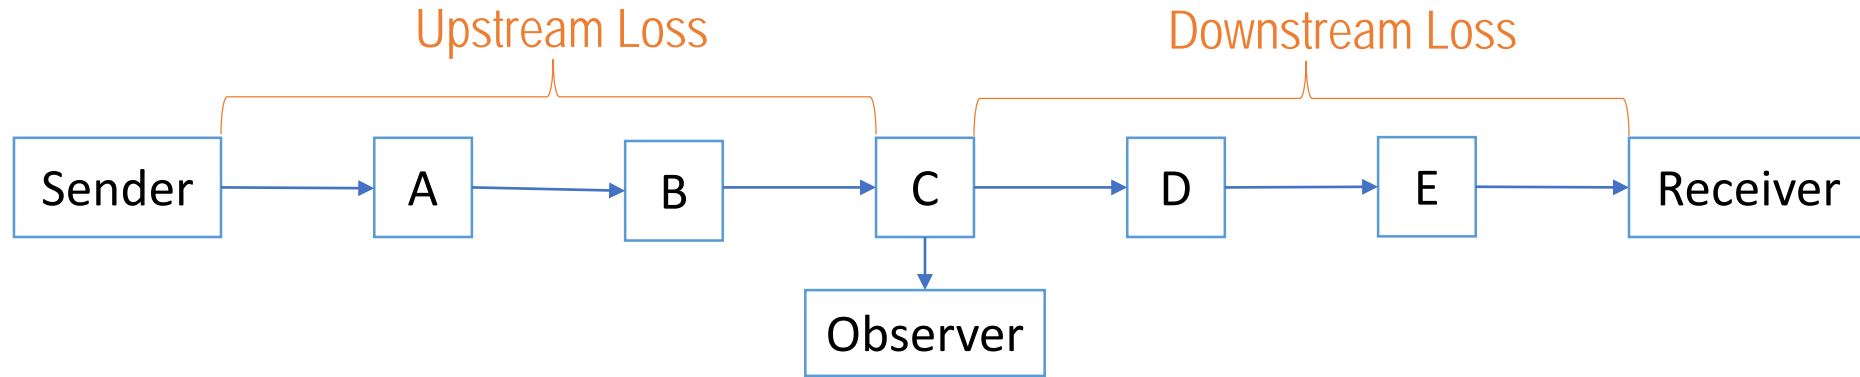 Upstream Loss
Downstream Loss
Sender
A
B
C
D
E
Receiver
Observer